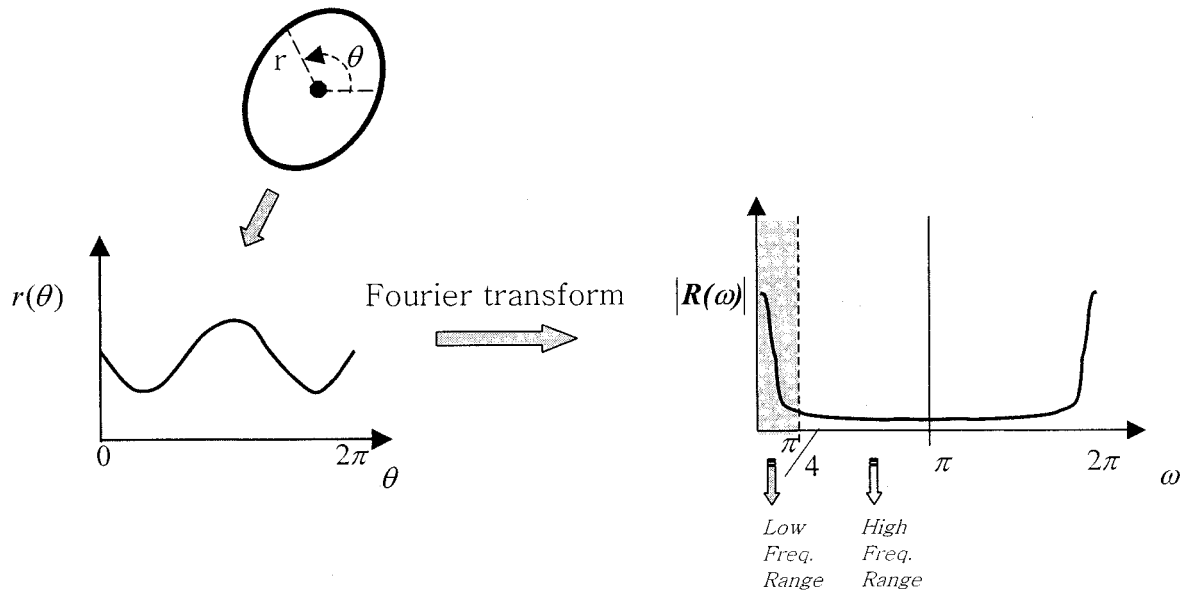 r θ
r(θ)
0 2π
θ
Fourier transform
|R(ω)|
π/4 π 2π
ω
Low Freq. Range
High Freq. Range